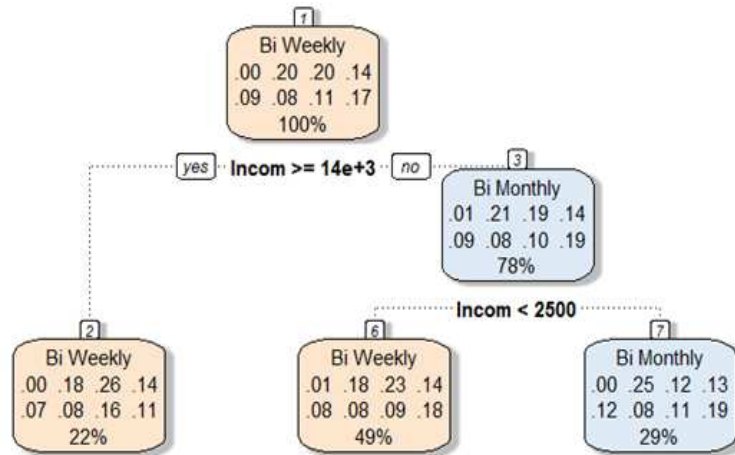 1
Bi Weekly
.00 .20 .20 .14
.09 .08 .11 .17
100%
yes Incom >= 14e+3 no
3
Bi Monthly
.01 .21 .19 .14
.09 .08 .10 .19
78%
Incom < 2500
2
Bi Weekly
.00 .18 .26 .14
.07 .08 .16 .11
22%
6
Bi Weekly
.01 .18 .23 .14
.08 .08 .09 .18
49%
7
Bi Monthly
.00 .25 .12 .13
.12 .08 .11 .19
29%